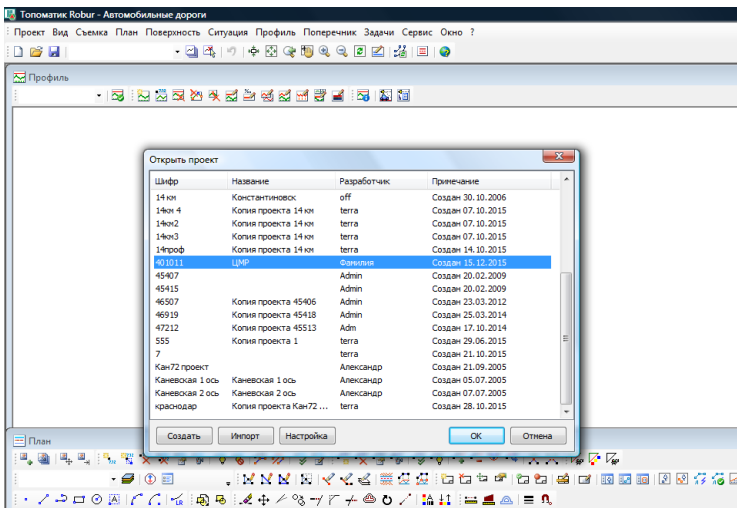 Топоматик Robur - Автомобильные дороги
Проект Вид Съемка План Поверхность Ситуация Профиль Поперечник Задачи Сервис Окно ?
Профиль
Открыть проект
Шифр Название Разработчик Примечание
14 км Константиновск off Создан 30.10.2006
14км 4 Копия проекта 14 км terra Создан 07.10.2015
14км2 Копия проекта 14 км terra Создан 07.10.2015
14км3 Копия проекта 14 км terra Создан 07.10.2015
14проф Копия проекта 14 км terra Создан 14.10.2015
401011 ЦМР Фамилия Создан 15.12.2015
45407 Admin Создан 20.02.2009
45415 Admin Создан 20.02.2009
46507 Копия проекта 45406 Admin Создан 23.03.2012
46919 Копия проекта 45418 Admin Создан 25.03.2014
47212 Копия проекта 45513 Adm Создан 17.10.2014
555 Копия проекта 1 terra Создан 29.06.2015
7 terra Создан 21.10.2015
Кан72 проект Александр Создан 21.09.2005
Каневская 1 ось Каневская 1 ось Александр Создан 05.07.2005
Каневская 2 ось Каневская 2 ось Александр Создан 07.07.2005
краснодар Копия проекта Кан72 ... terra Создан 28.10.2015
Создать Импорт Настройка OK Отмена
План